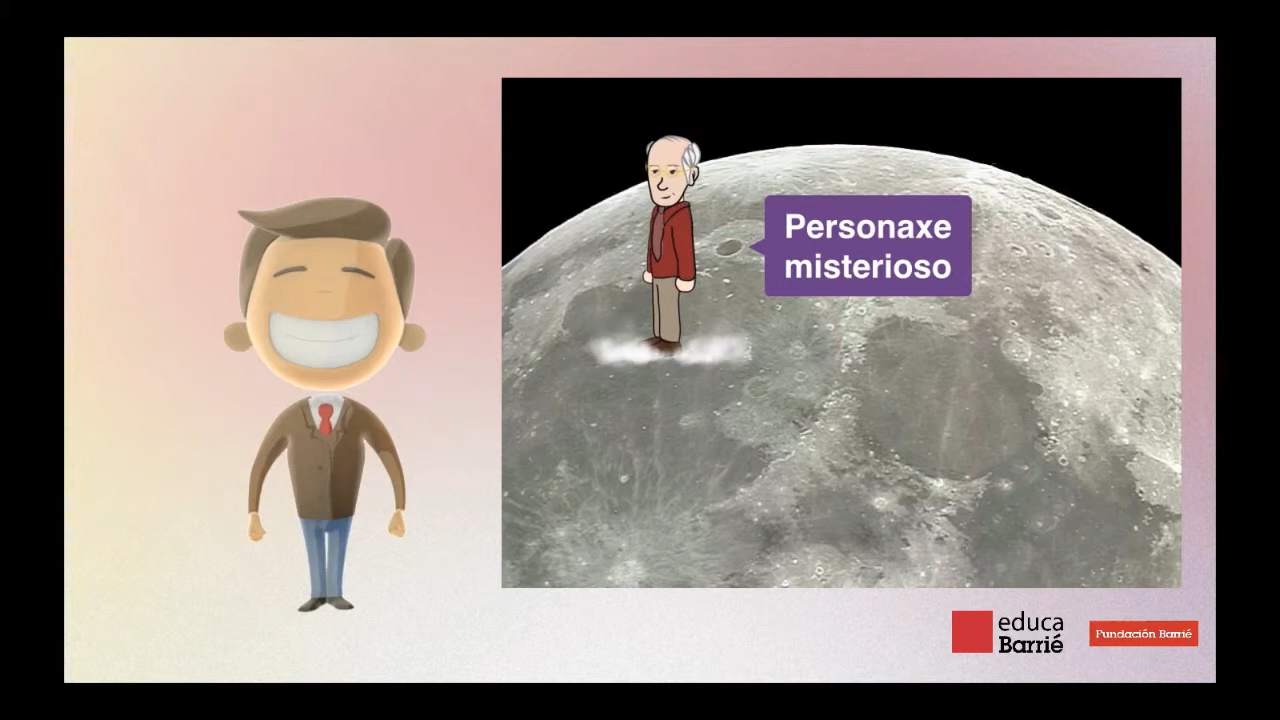 Personaxe
misterioso
educa
Barrié
Fundación Barrié